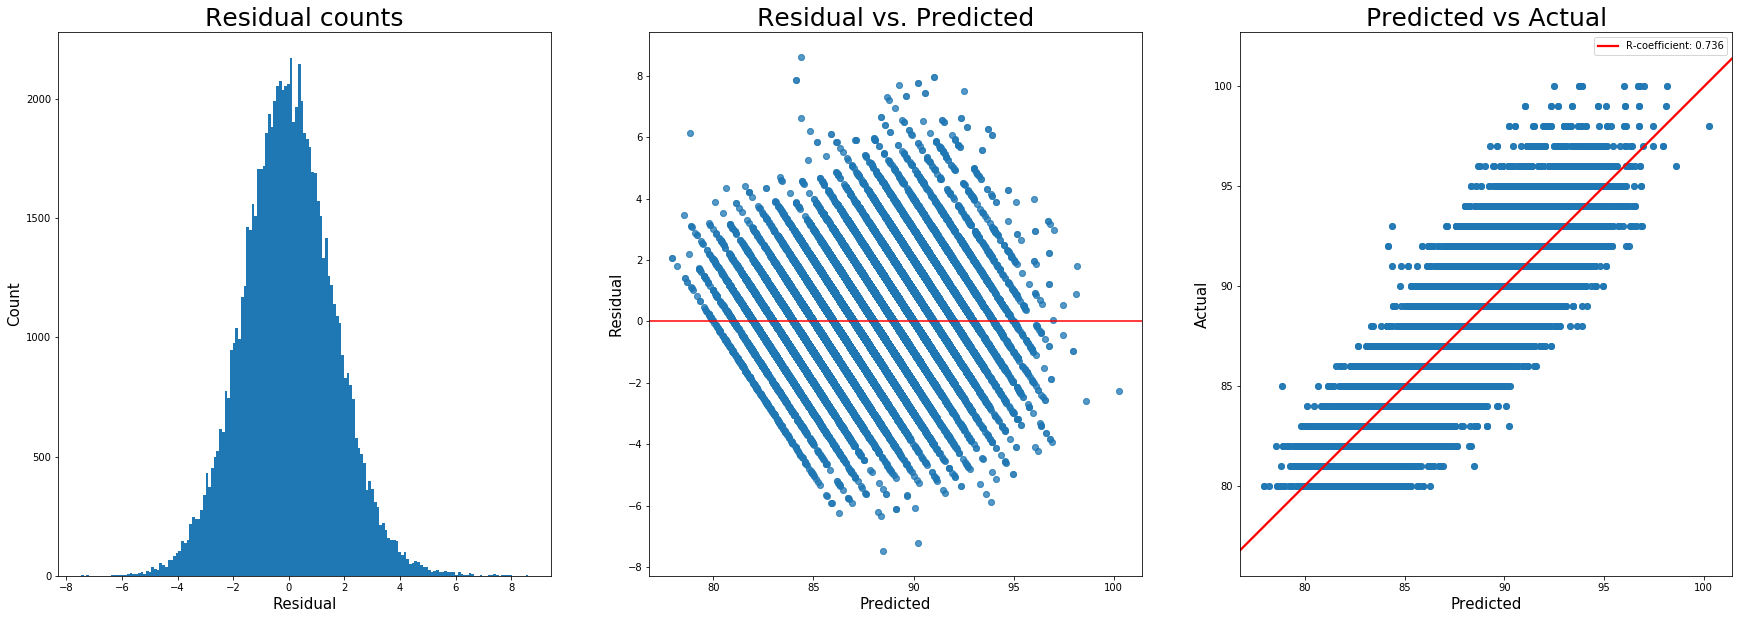 Residual counts
Count
2000
1500
1000
500
0
−8 −6 −4 −2 0 2 4 6 8
Residual
Residual vs. Predicted
Residual
8
6
4
2
0
−2
−4
−6
−8
80 85 90 95 100
Predicted
Predicted vs Actual
R-coefficient: 0.736
Actual
100
95
90
85
80
80 85 90 95 100
Predicted